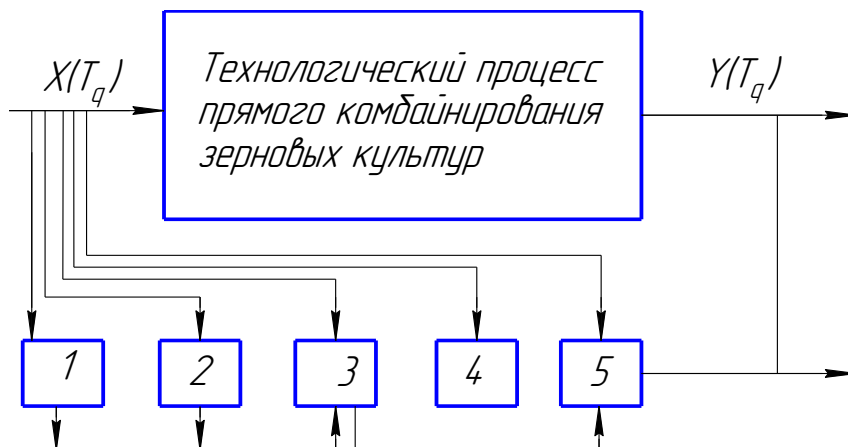 X(Tq)
Технологический процесс
прямого комбайнирования
зерновых культур
Y(Tq)
1
2
3
4
5